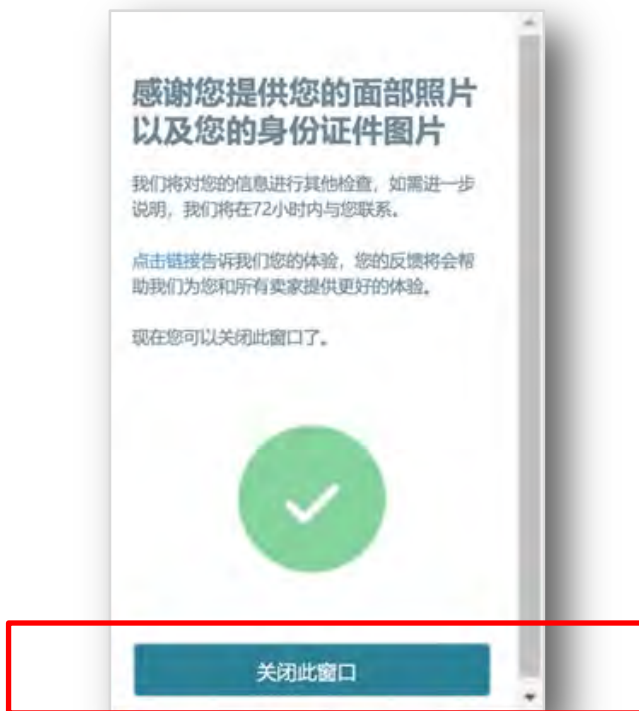 感谢您提供您的面部照片
以及您的身份证件图片
我们将对您的信息进行其他检查，如需进一步
说明，我们将在72小时内与您联系。
点击链接告诉我们您的体验，您的反馈将会帮
助我们为您和所有卖家提供更好的体验。
现在您可以关闭此窗口了。
关闭此窗口